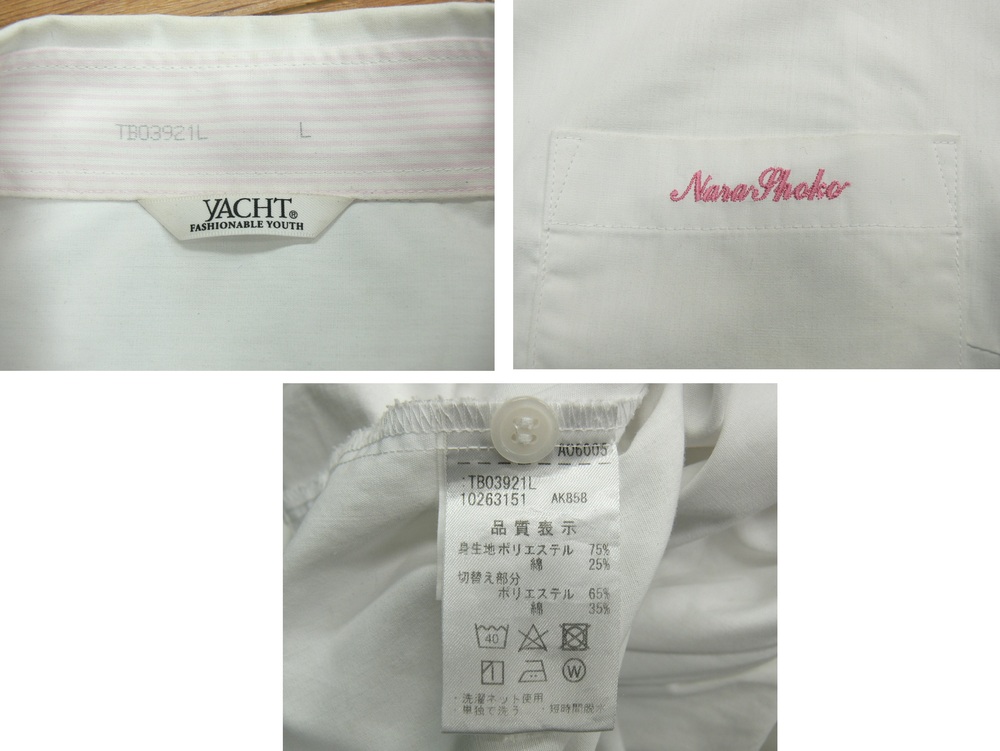 TB03921L L
YACHT®
FASHIONABLE YOUTH
Nara Shoko
A06005
:TB03921L
10263151 AK858
品質表示
身生地ポリエステル 75%
綿 25%
切替え部分
ポリエステル 65%
綿 35%
40
W
・洗濯ネット使用
・単独で洗う ・短時間脱水